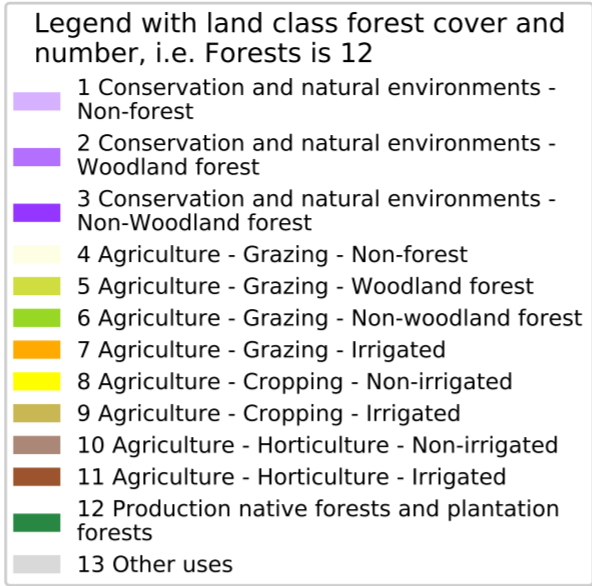 Legend with land class forest cover and
number, i.e. Forests is 12
1 Conservation and natural environments -
Non-forest
2 Conservation and natural environments -
Woodland forest
3 Conservation and natural environments -
Non-Woodland forest
4 Agriculture - Grazing - Non-forest
5 Agriculture - Grazing - Woodland forest
6 Agriculture - Grazing - Non-woodland forest
7 Agriculture - Grazing - Irrigated
8 Agriculture - Cropping - Non-irrigated
9 Agriculture - Cropping - Irrigated
10 Agriculture - Horticulture - Non-irrigated
11 Agriculture - Horticulture - Irrigated
12 Production native forests and plantation
forests
13 Other uses